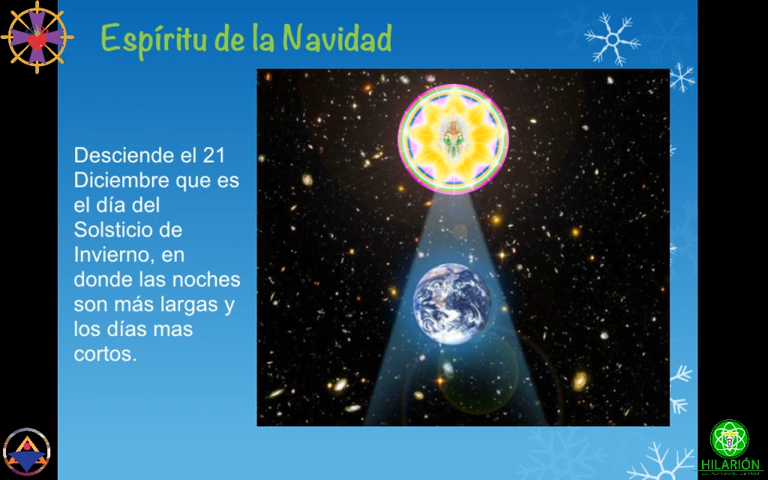 Espíritu de la Navidad
Desciende el 21
Diciembre que es
el día del
Solsticio de
Invierno, en
donde las noches
son más largas y
los días mas
cortos.
HILARIÓN